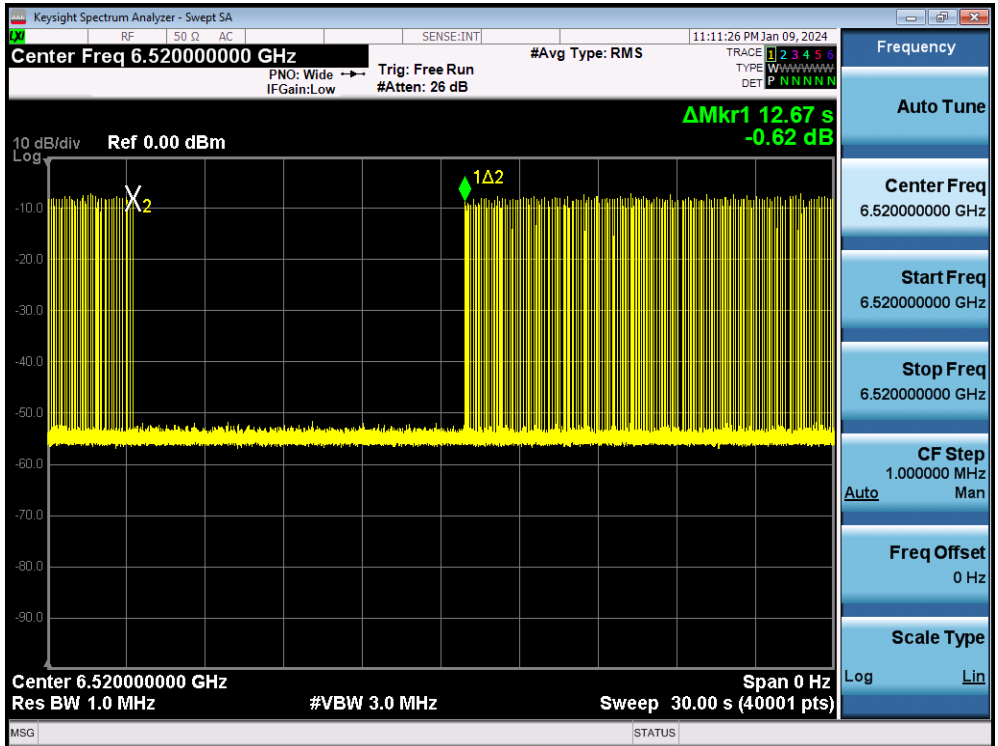 Keysight Spectrum Analyzer - Swept SA
LXI
RF
50 Ω
AC
SENSE:INT
11:11:26 PM Jan 09, 2024
Center Freq 6.520000000 GHz
PNO: Wide
IFGain:Low
Trig: Free Run
#Atten: 26 dB
#Avg Type: RMS
TRACE 1 2 3 4 5 6
TYPE WWWWWW
DET P N N N N N
ΔMkr1 12.67 s
-0.62 dB
10 dB/div
Log
Ref 0.00 dBm
1Δ2
X2
-10.0
-20.0
-30.0
-40.0
-50.0
-60.0
-70.0
-80.0
-90.0
Center 6.520000000 GHz
Span 0 Hz
Res BW 1.0 MHz
#VBW 3.0 MHz
Sweep 30.00 s (40001 pts)
MSG
STATUS
Frequency
Auto Tune
Center Freq
6.520000000 GHz
Start Freq
6.520000000 GHz
Stop Freq
6.520000000 GHz
CF Step
1.000000 MHz
Auto Man
Freq Offset
0 Hz
Scale Type
Log Lin